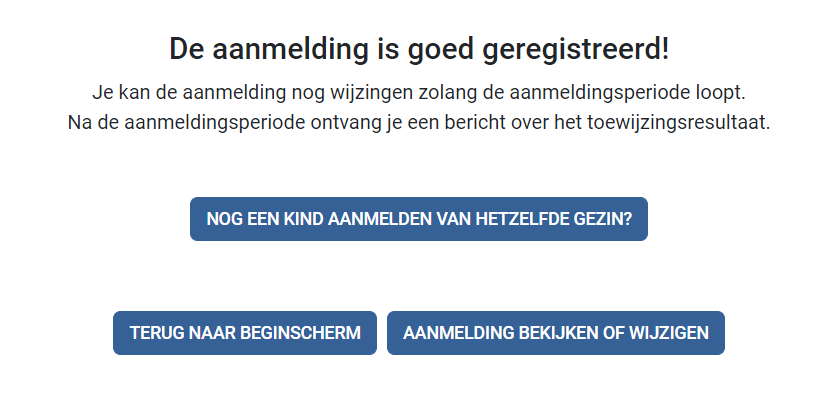 De aanmelding is goed geregistreerd!
Je kan de aanmelding nog wijzingen zolang de aanmeldingsperiode loopt.
Na de aanmeldingsperiode ontvang je een bericht over het toewijzingsresultaat.
NOG EEN KIND AANMELDEN VAN HETZELFDE GEZIN?
TERUG NAAR BEGINSCHERM
AANMELDING BEKIJKEN OF WIJZIGEN